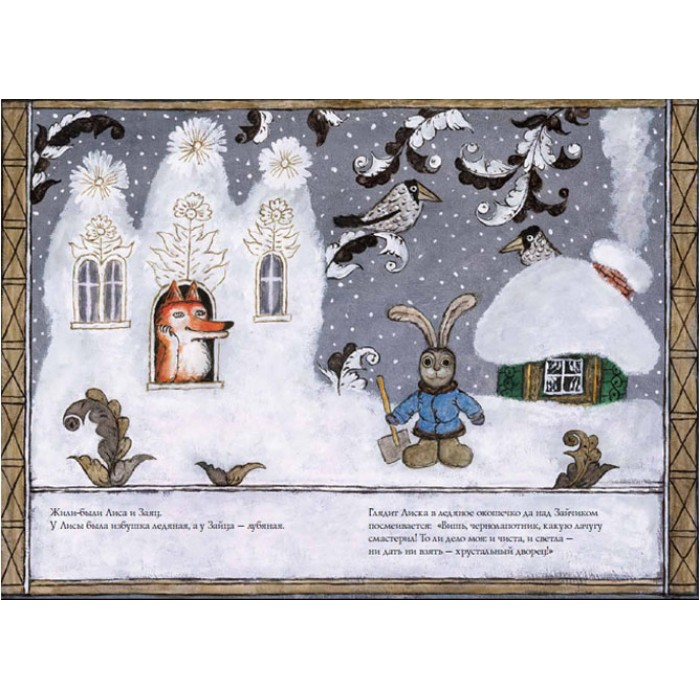 Жили-были Лиса и Заяц.
У Лисы была избушка ледяная, а у Зайца — лубяная.
Глядит Лиска в ледяное окошечко да над Зайчиком
посмеивается: «Вишь, чернолапотник, какую лачугу
смастерил! То ли дело моя: и чиста, и светла —
ни дать ни взять — хрустальный дворец!»